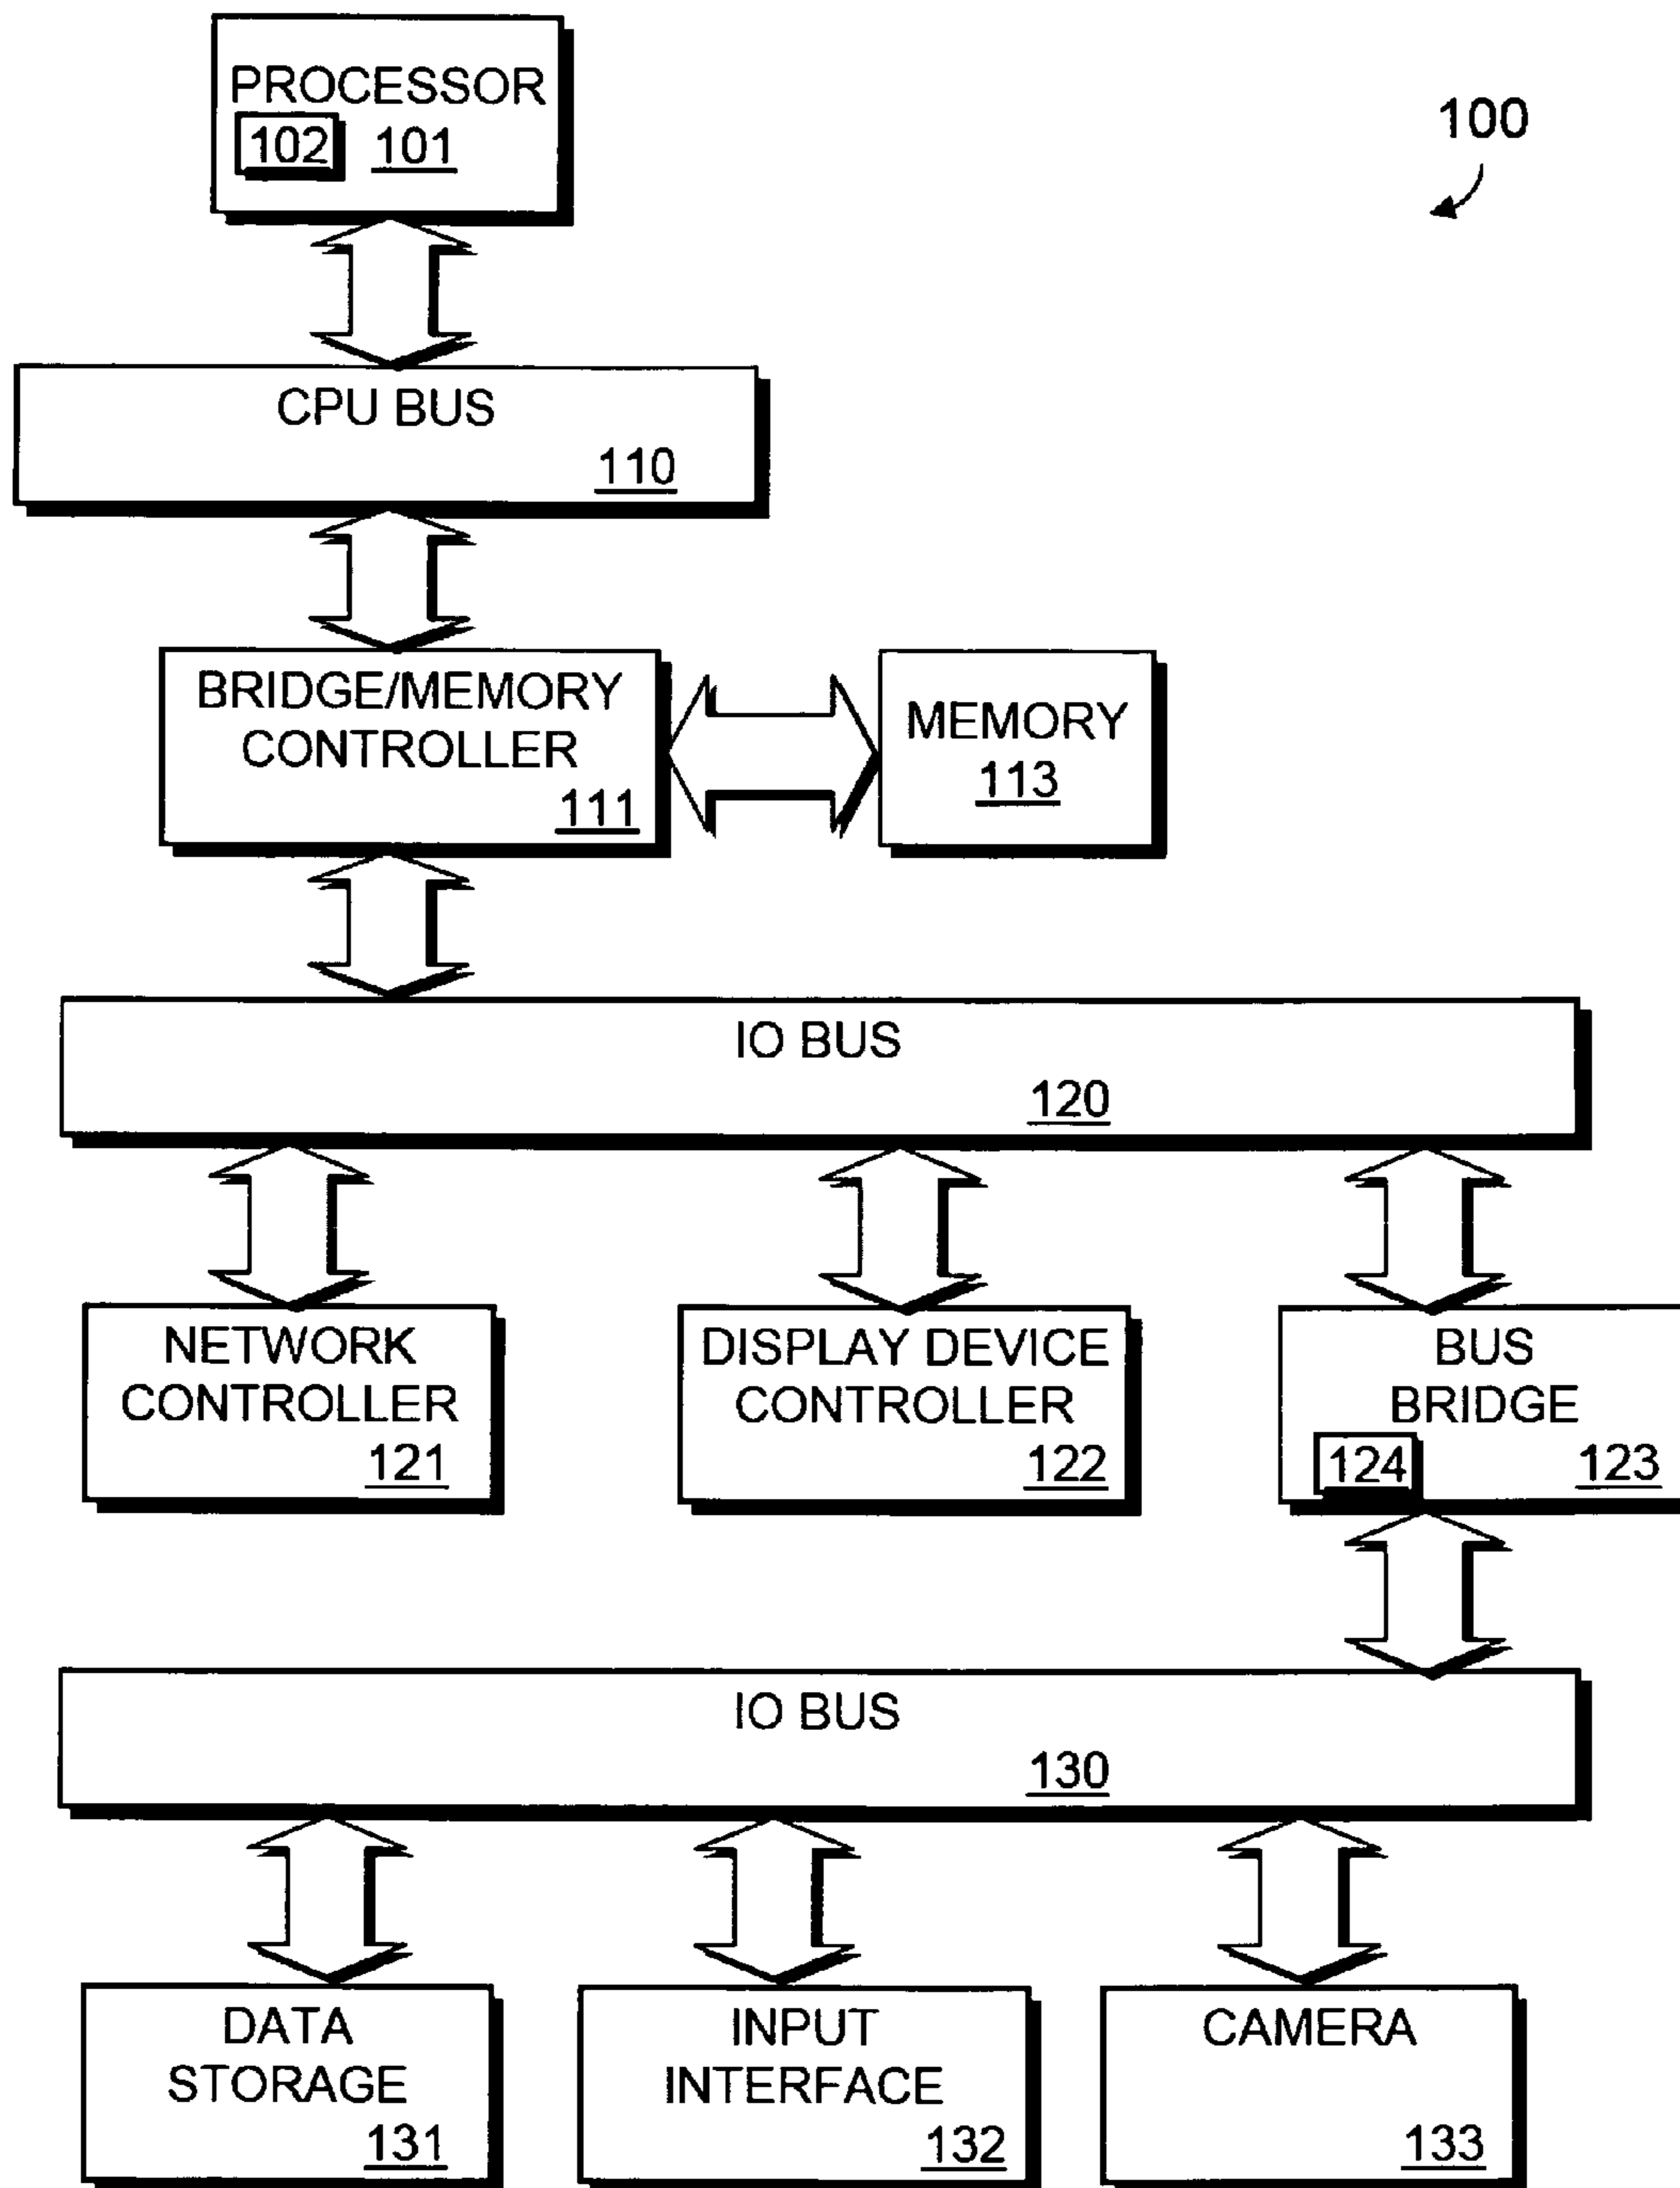 PROCESSOR
102 101
100
CPU BUS
110
BRIDGE/MEMORY
CONTROLLER
111
MEMORY
113
IO BUS
120
NETWORK
CONTROLLER
121
DISPLAY DEVICE
CONTROLLER
122
BUS
BRIDGE
124 123
IO BUS
130
DATA
STORAGE
131
INPUT
INTERFACE
132
CAMERA
133